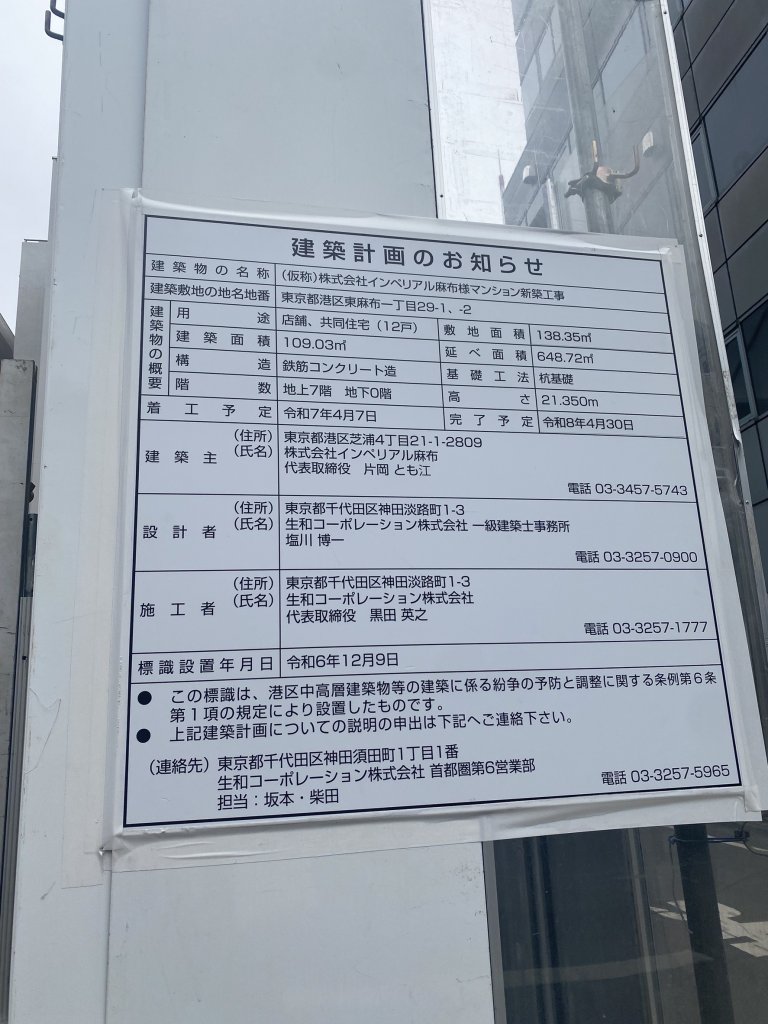 建築計画のお知らせ
建築物の名称 (仮称)株式会社インペリアル麻布様マンション新築工事
建築敷地の地名地番 東京都港区東麻布一丁目29-1、-2
建築物の概要
用途 店舗、共同住宅(12戸) 敷地面積 138.35㎡
建築面積 109.03㎡ 延べ面積 648.72㎡
構造 鉄筋コンクリート造 基礎工法 杭基礎
階数 地上7階 地下0階 高さ 21.350m
着工予定 令和7年4月7日 完了予定 令和8年4月30日
建築主 (住所) 東京都港区芝浦4丁目21-1-2809
(氏名) 株式会社インペリアル麻布
代表取締役 片岡 とも江
電話 03-3457-5743
設計者 (住所) 東京都千代田区神田淡路町1-3
(氏名) 生和コーポレーション株式会社 一級建築士事務所
塩川 博一
電話 03-3257-0900
施工者 (住所) 東京都千代田区神田淡路町1-3
(氏名) 生和コーポレーション株式会社
代表取締役 黒田 英之
電話 03-3257-1777
標識設置年月日 令和6年12月9日
● この標識は、港区中高層建築物等の建築に係る紛争の予防と調整に関する条例第6条
第1項の規定により設置したものです。
● 上記建築計画についての説明の申出は下記へご連絡下さい。
(連絡先) 東京都千代田区神田須田町1丁目1番
生和コーポレーション株式会社 首都圏第6営業部
担当:坂本・柴田 電話 03-3257-5965